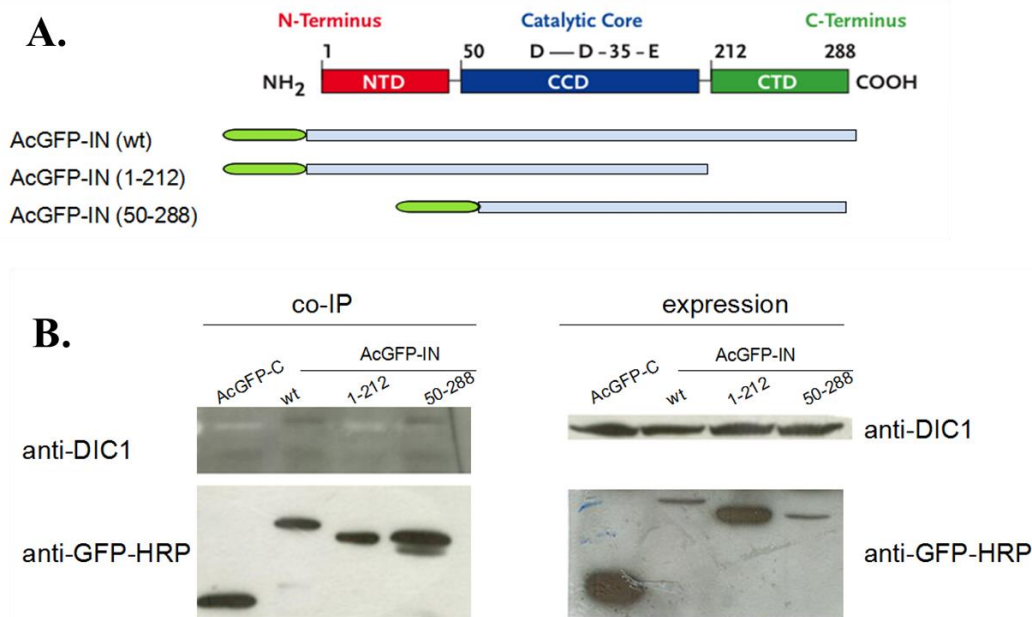 A.
N-Terminus Catalytic Core C-Terminus
1 50 D — D - 35 - E 212 288
NH2 NTD CCD CTD COOH
AcGFP-IN (wt)
AcGFP-IN (1-212)
AcGFP-IN (50-288)
B.
co-IP expression
AcGFP-IN AcGFP-IN
AcGFP-C wt 1-212 50-288 AcGFP-C wt 1-212 50-288
anti-DIC1 anti-DIC1
anti-GFP-HRP anti-GFP-HRP